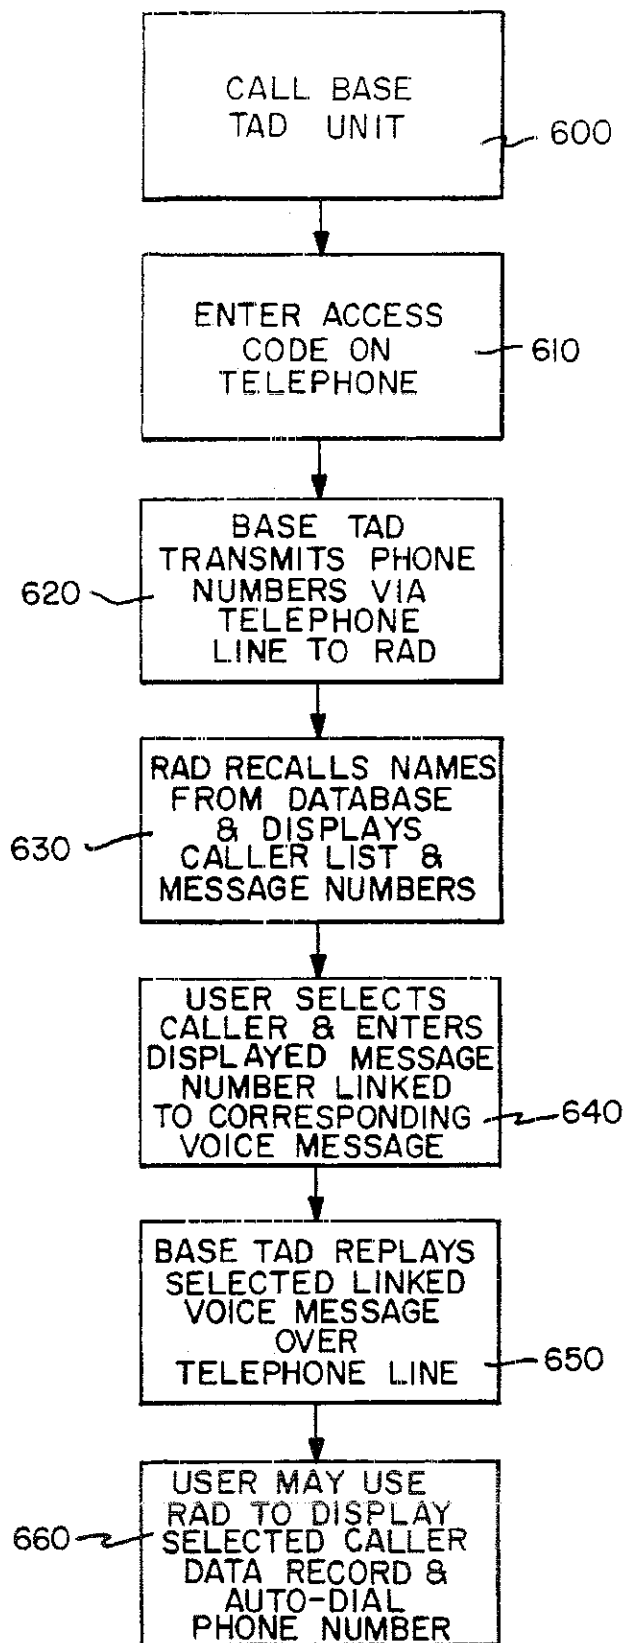 CALL BASE
TAD UNIT
600
ENTER ACCESS
CODE ON
TELEPHONE
610
BASE TAD
TRANSMITS PHONE
NUMBERS VIA
TELEPHONE
LINE TO RAD
620
RAD RECALLS NAMES
FROM DATABASE
& DISPLAYS
CALLER LIST &
MESSAGE NUMBERS
630
USER SELECTS
CALLER & ENTERS
DISPLAYED MESSAGE
NUMBER LINKED
TO CORRESPONDING
VOICE MESSAGE
640
BASE TAD REPLAYS
SELECTED LINKED
VOICE MESSAGE
OVER
TELEPHONE LINE
650
USER MAY USE
RAD TO DISPLAY
SELECTED CALLER
DATA RECORD &
AUTO-DIAL
PHONE NUMBER
660